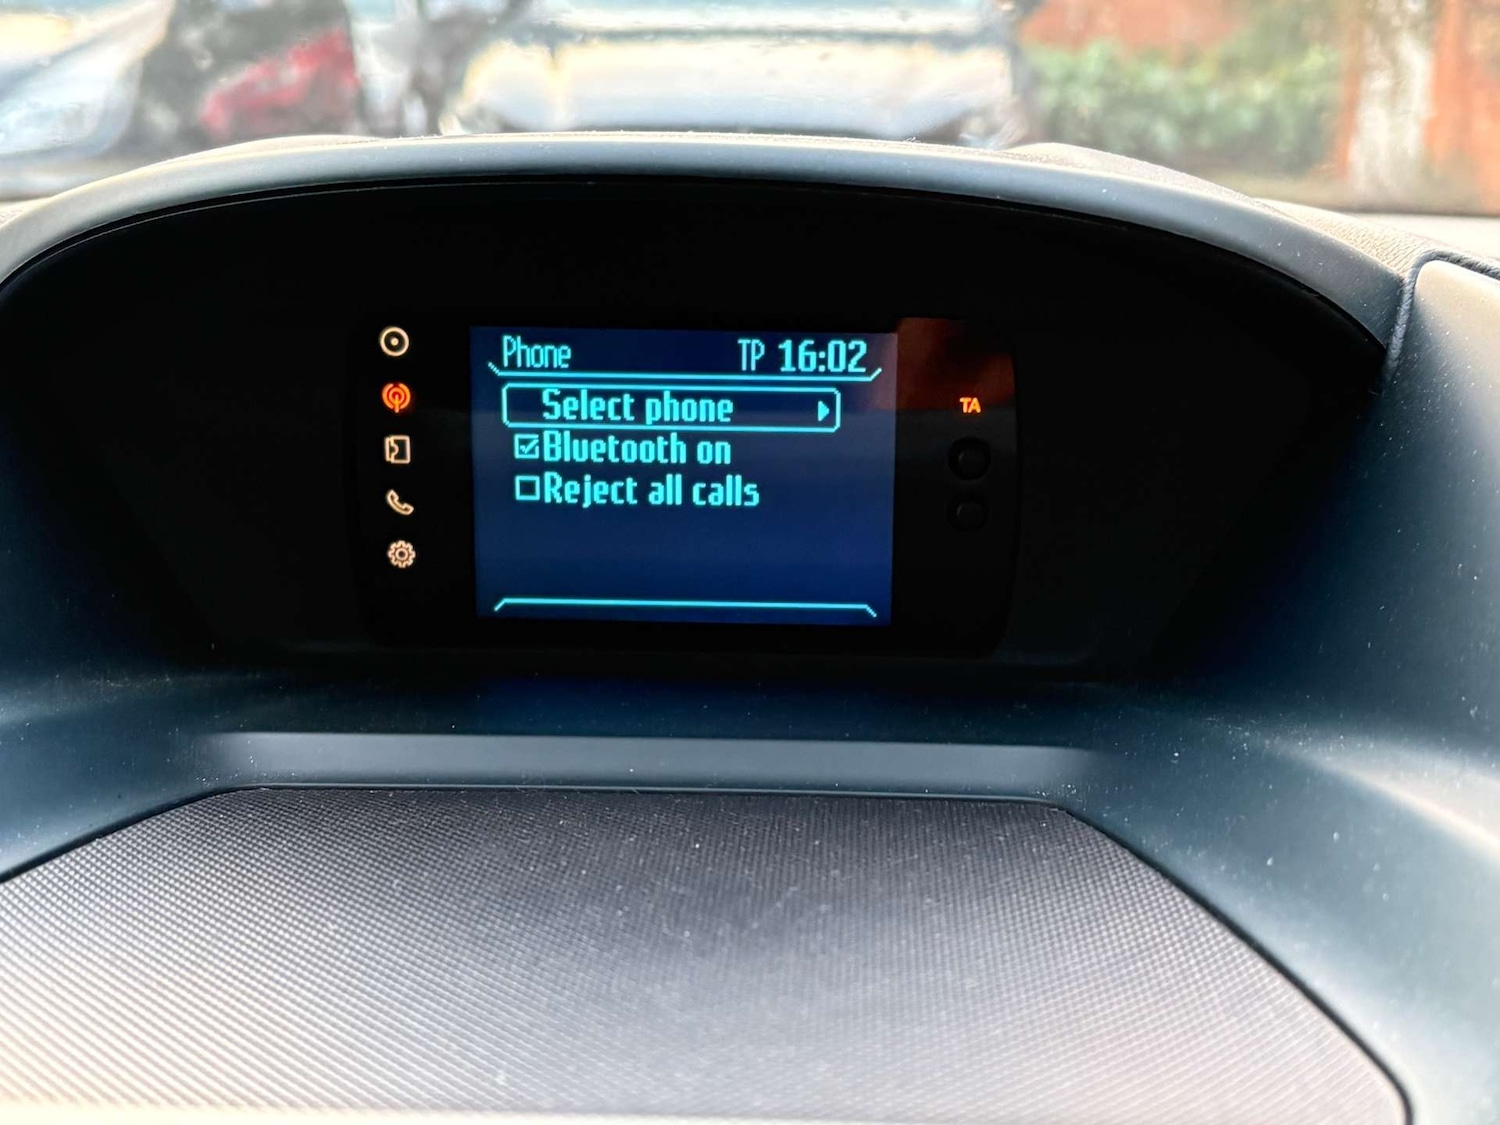 Phone TP 16:02
Select phone
TA
Bluetooth on
Reject all calls